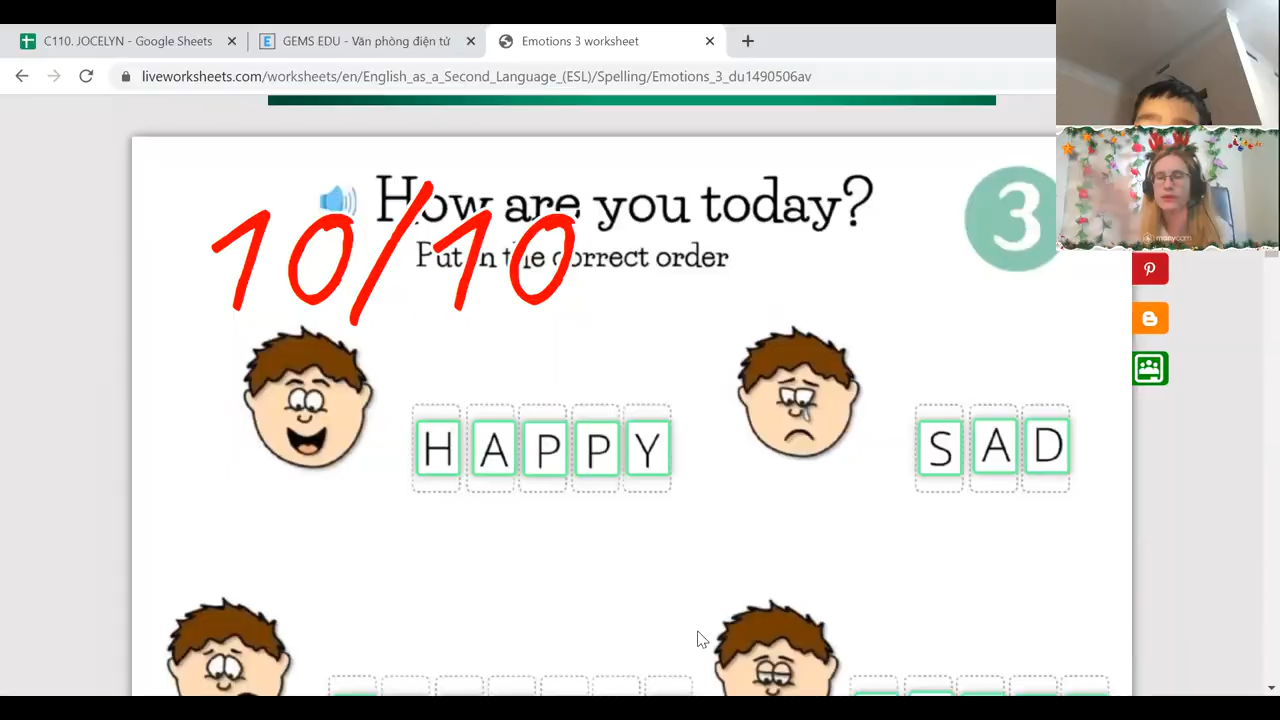 C110. JOCELYN - Google Sheets
GEMS EDU - Văn phòng điện tử
Emotions 3 worksheet
liveworksheets.com/worksheets/en/English_as_a_Second_Language_(ESL)/Spelling/Emotions_3_du1490506av
How are you today?
3
10/10
Put in the correct order
HAPPY
SAD
manycam